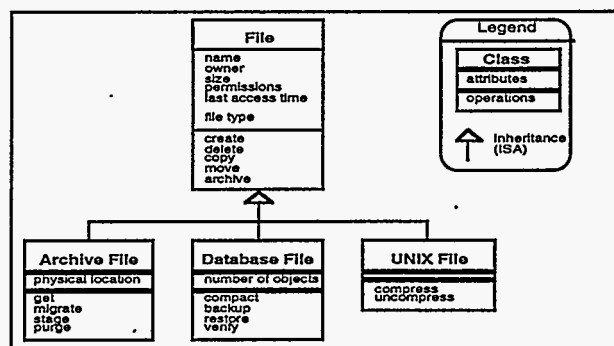 File
name
owner
size
permissions
last access time
file type
create
delete
copy
move
archive
Legend
Class
attributes
operations
Inheritance
(ISA)
Archive File
physical location
get
migrate
stage
purge
Database File
number of objects
compact
backup
restore
verify
UNIX File
compress
uncompress